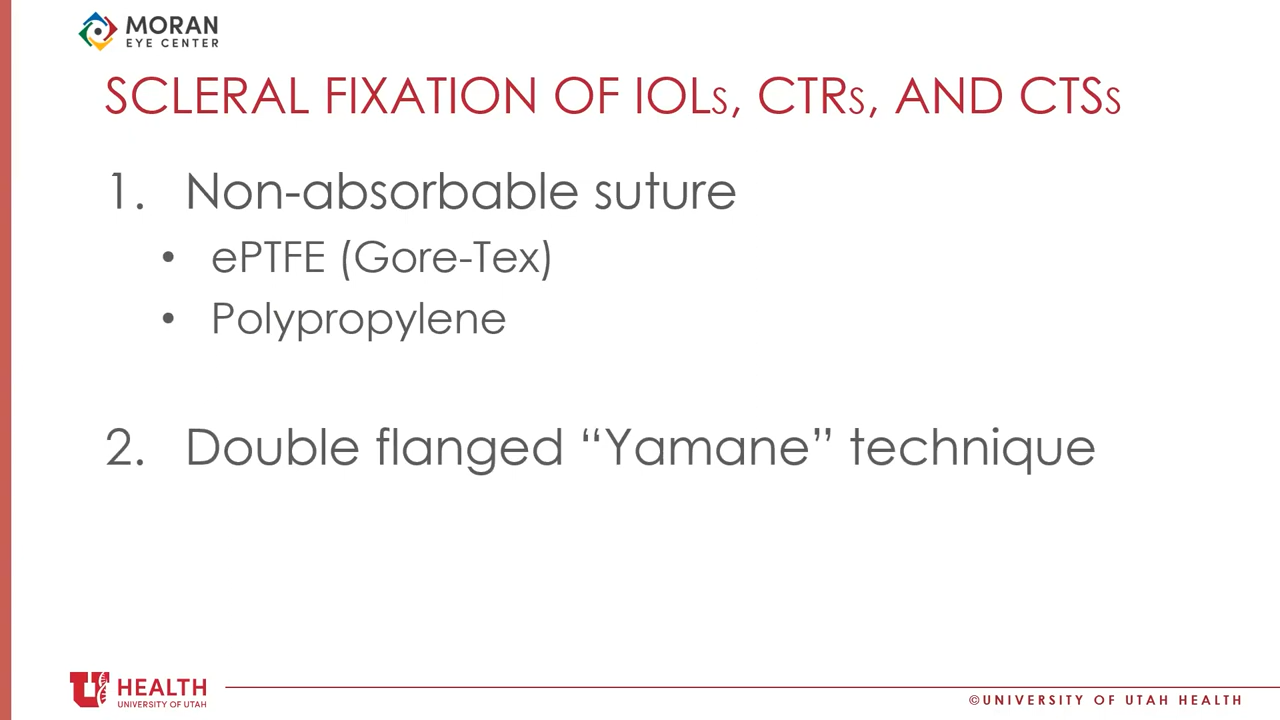 MORAN
EYE CENTER
SCLERAL FIXATION OF IOLS, CTRS, AND CTSS
1. Non-absorbable suture
• ePTFE (Gore-Tex)
• Polypropylene
2. Double flanged “Yamane” technique
U HEALTH
UNIVERSITY OF UTAH
©UNIVERSITY OF UTAH HEALTH